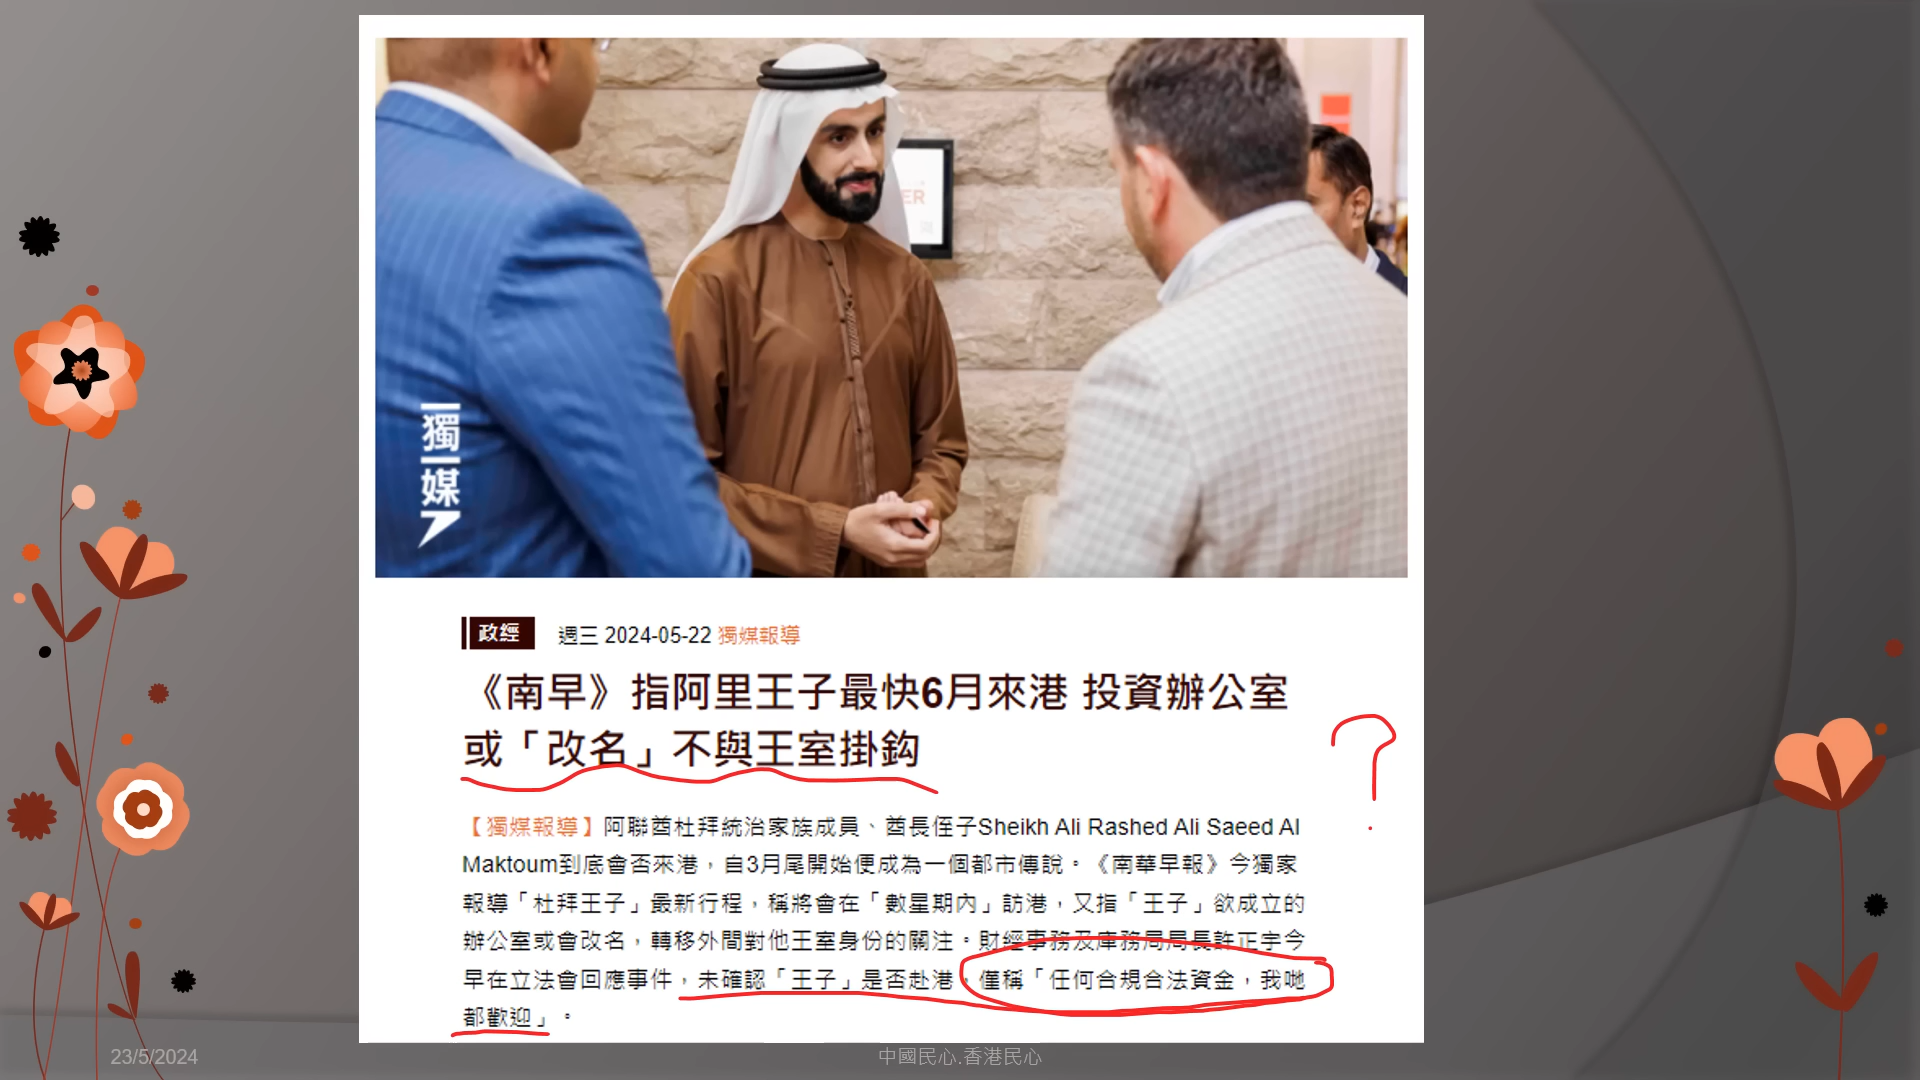 ER
獨
媒
政經 週三 2024-05-22 獨媒報導
《南早》指阿里王子最快6月來港 投資辦公室
或「改名」不與王室掛鈎
【獨媒報導】阿聯酋杜拜統治家族成員、酋長侄子Sheikh Ali Rashed Ali Saeed Al
Maktoum到底會否來港，自3月尾開始便成為一個都市傳說。《南華早報》今獨家
報導「杜拜王子」最新行程，稱將會在「數星期內」訪港，又指「王子」欲成立的
辦公室或會改名，轉移外間對他王室身份的關注。財經事務及庫務局局長許正宇今
早在立法會回應事件，未確認「王子」是否赴港，僅稱「任何合規合法資金，我哋
都歡迎」。
?
23/5/2024
中國民心.香港民心